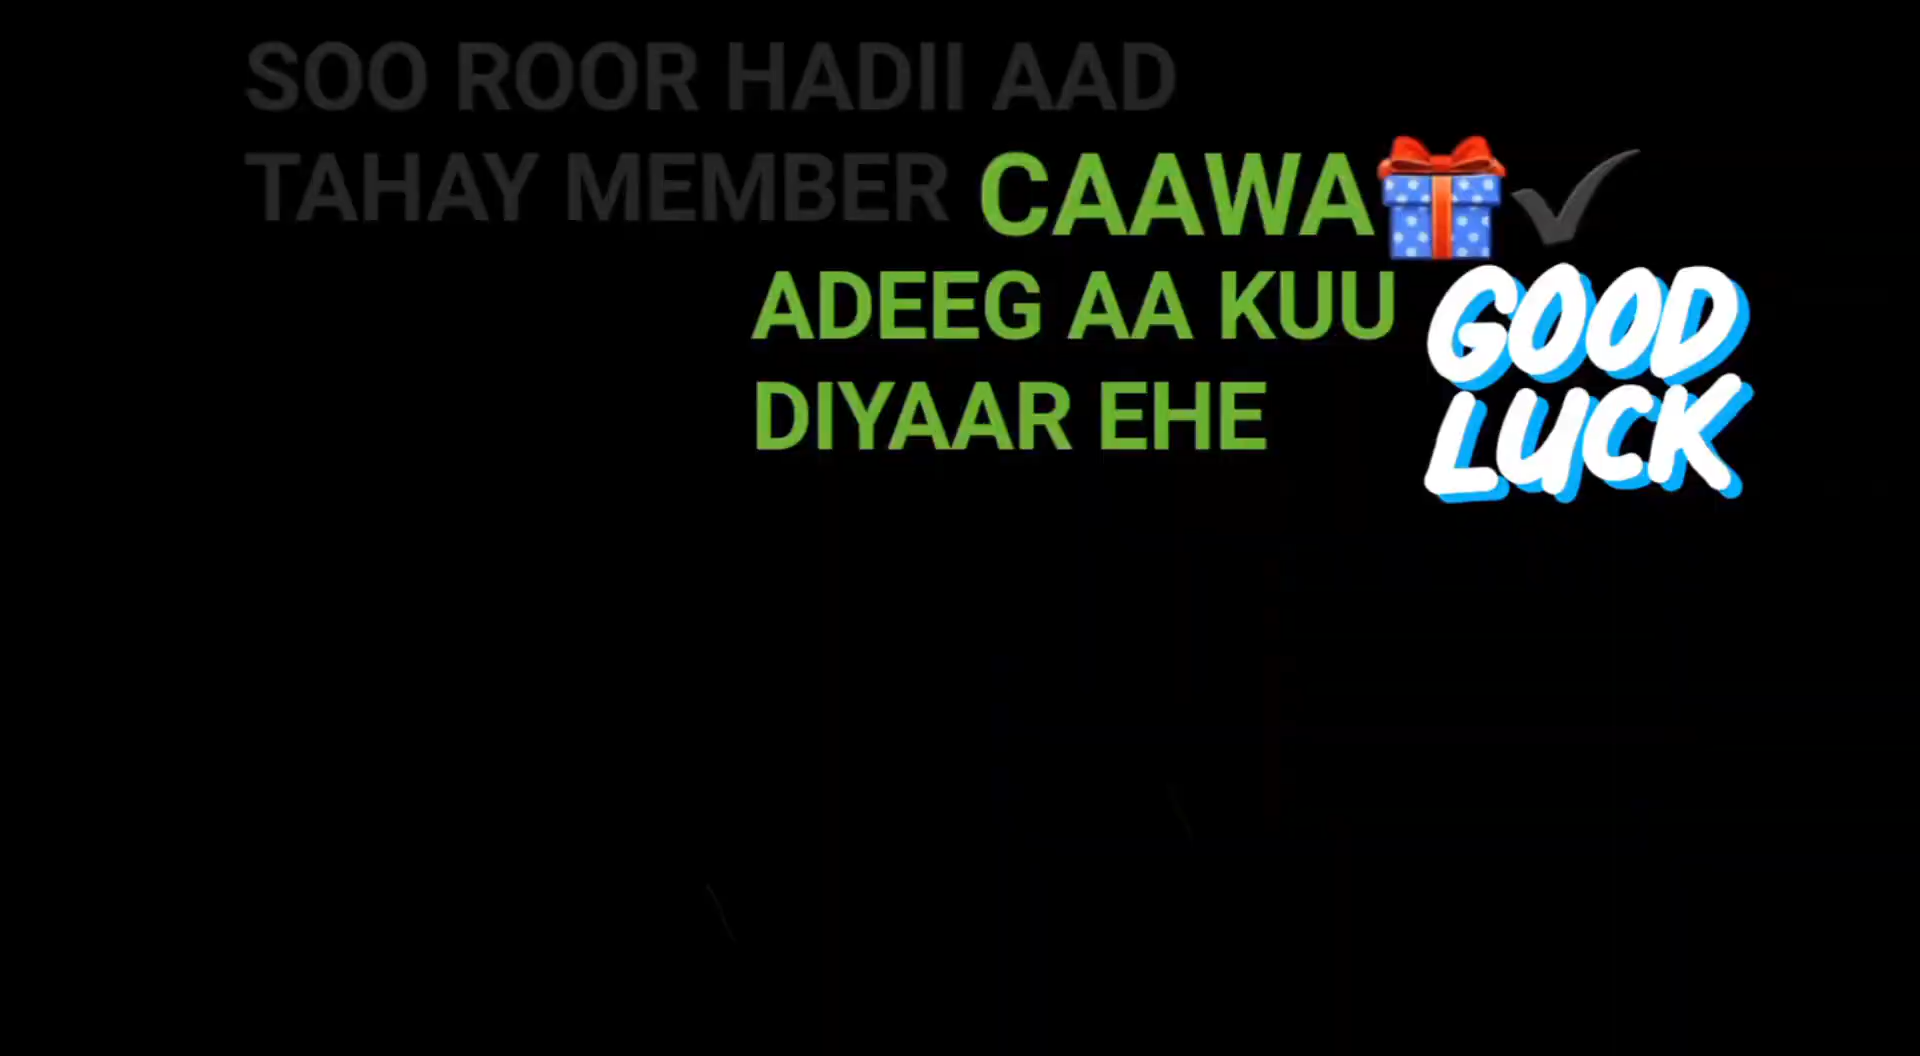 SOO ROOR HADII AAD
TAHAY MEMBER CAAWA🎁✔
ADEEG AA KUU
DIYAAR EHE
GOOD
LUCK